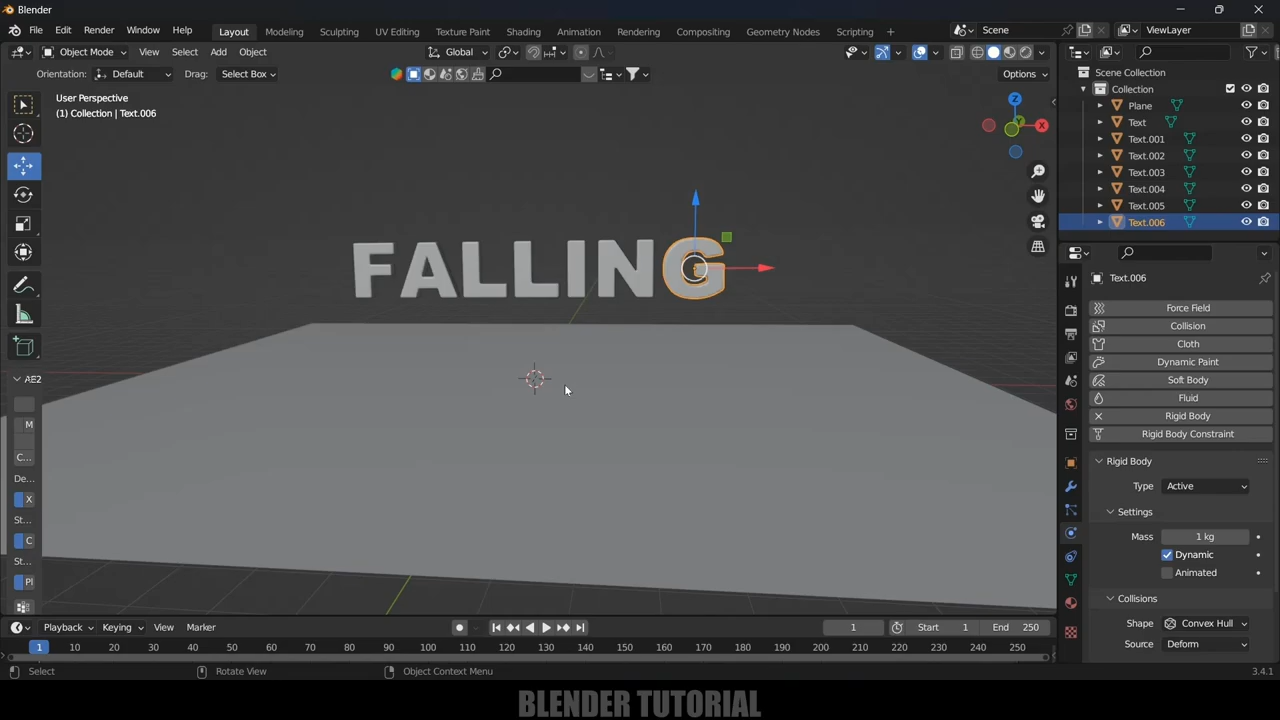 Blender
File Edit Render Window Help Layout Modeling Sculpting UV Editing Texture Paint Shading Animation Rendering Compositing Geometry Nodes Scripting Scene ViewLayer
Object Mode View Select Add Object Global
Orientation: Default Drag: Select Box Options
User Perspective
(1) Collection | Text.006
Z
Y
X
FALLING
AE2
M
C...
De...
X
St...
C
St...
Pl
Scene Collection
Collection
Plane
Text
Text.001
Text.002
Text.003
Text.004
Text.005
Text.006
Text.006
Force Field
Collision
Cloth
Dynamic Paint
Soft Body
Fluid
Rigid Body
Rigid Body Constraint
Rigid Body
Type Active
Settings
Mass 1 kg
Dynamic
Animated
Collisions
Shape Convex Hull
Source Deform
Playback Keying View Marker 1 Start 1 End 250
1 10 20 30 40 50 60 70 80 90 100 110 120 130 140 150 160 170 180 190 200 210 220 230 240 250
Select Rotate View Object Context Menu 3.4.1
BLENDER TUTORIAL